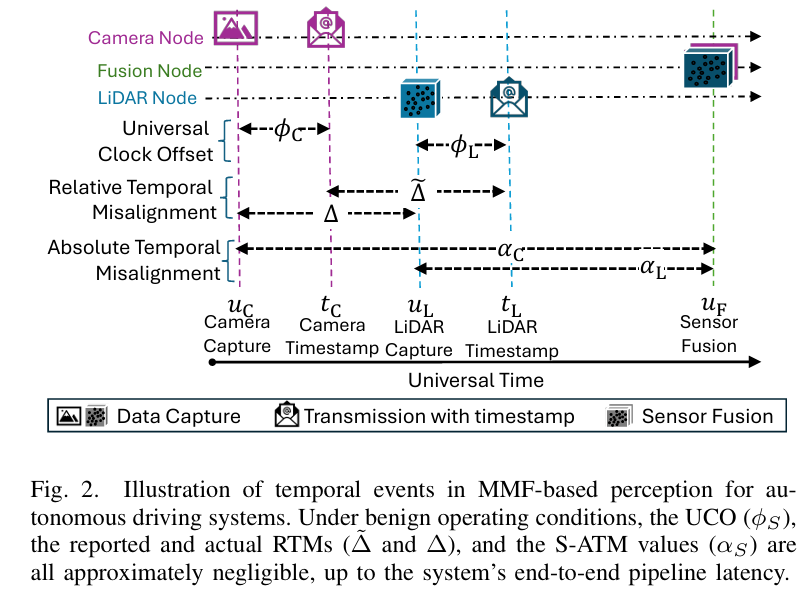 Camera Node
Fusion Node
LiDAR Node
Universal
Clock Offset
ϕC
ϕL
Relative Temporal
Misalignment
Δ̃
Δ
Absolute Temporal
Misalignment
αC
αL
uC tC uL tL uF
Camera Capture
Camera Timestamp
LiDAR Capture
LiDAR Timestamp
Sensor Fusion
Universal Time
Data Capture Transmission with timestamp Sensor Fusion
Fig. 2. Illustration of temporal events in MMF-based perception for au-
tonomous driving systems. Under benign operating conditions, the UCO (ϕS),
the reported and actual RTMs (Δ̃ and Δ), and the S-ATM values (αS) are
all approximately negligible, up to the system's end-to-end pipeline latency.